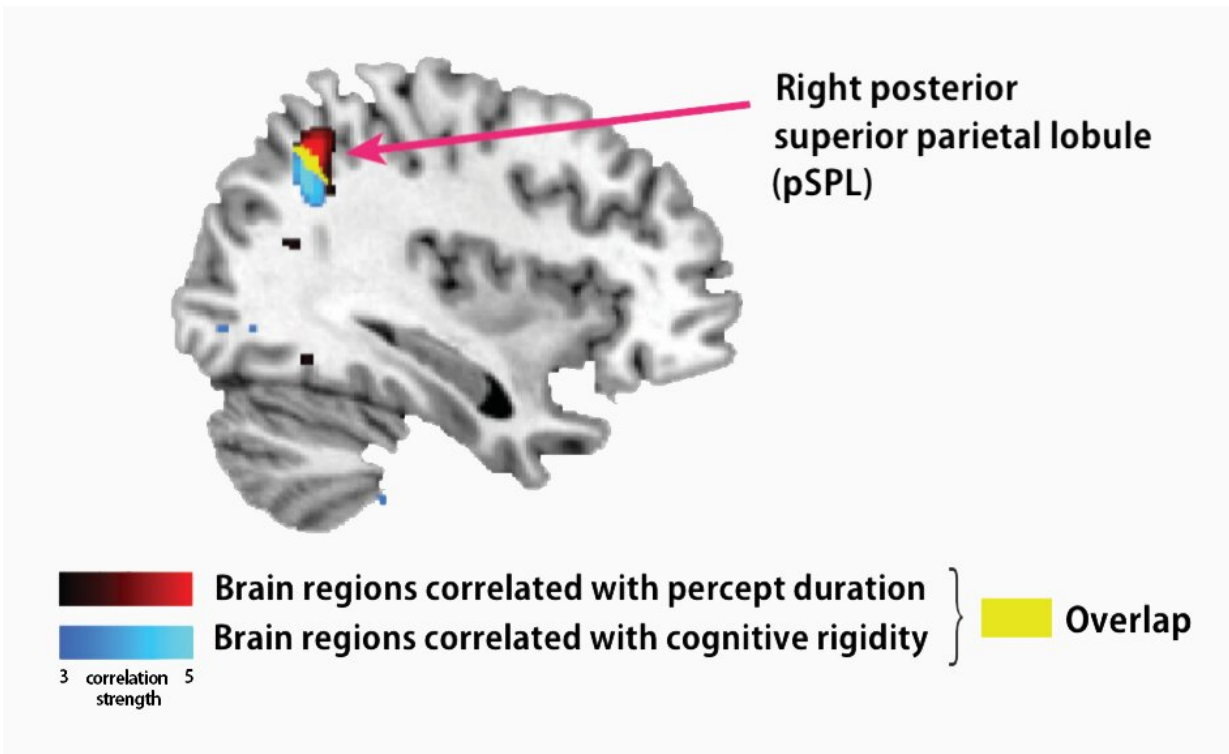 Right posterior
superior parietal lobule
(pSPL)
Brain regions correlated with percept duration
Brain regions correlated with cognitive rigidity
Overlap
3 correlation 5
strength